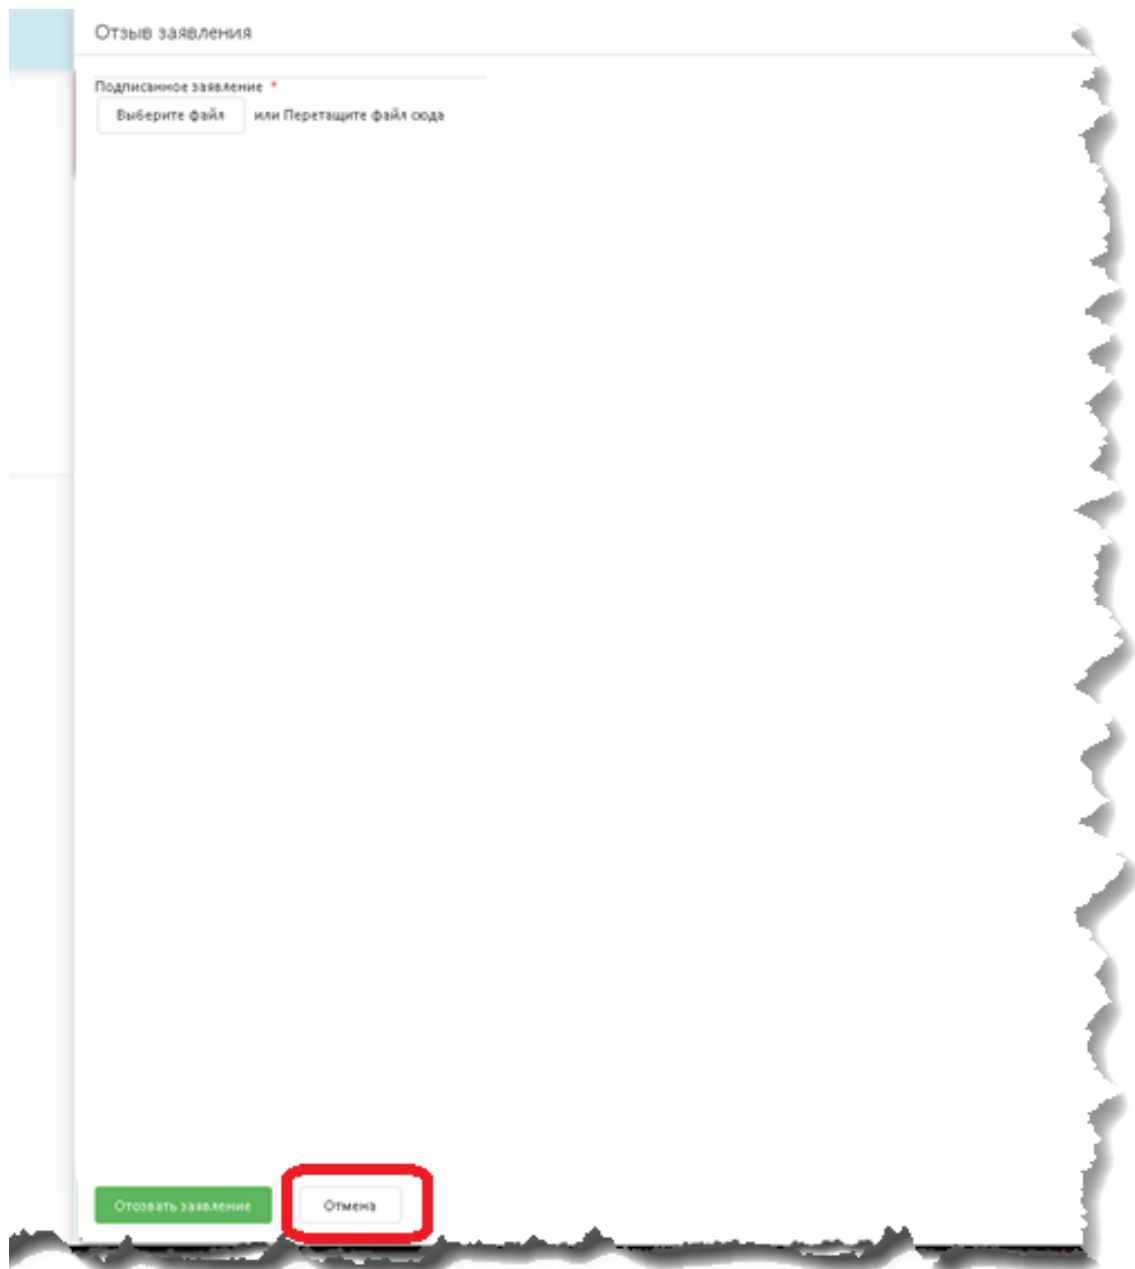 Отзыв заявления
Подписанное заявление *
Выберите файл или Перетащите файл сюда
Отозвать заявление Отмена